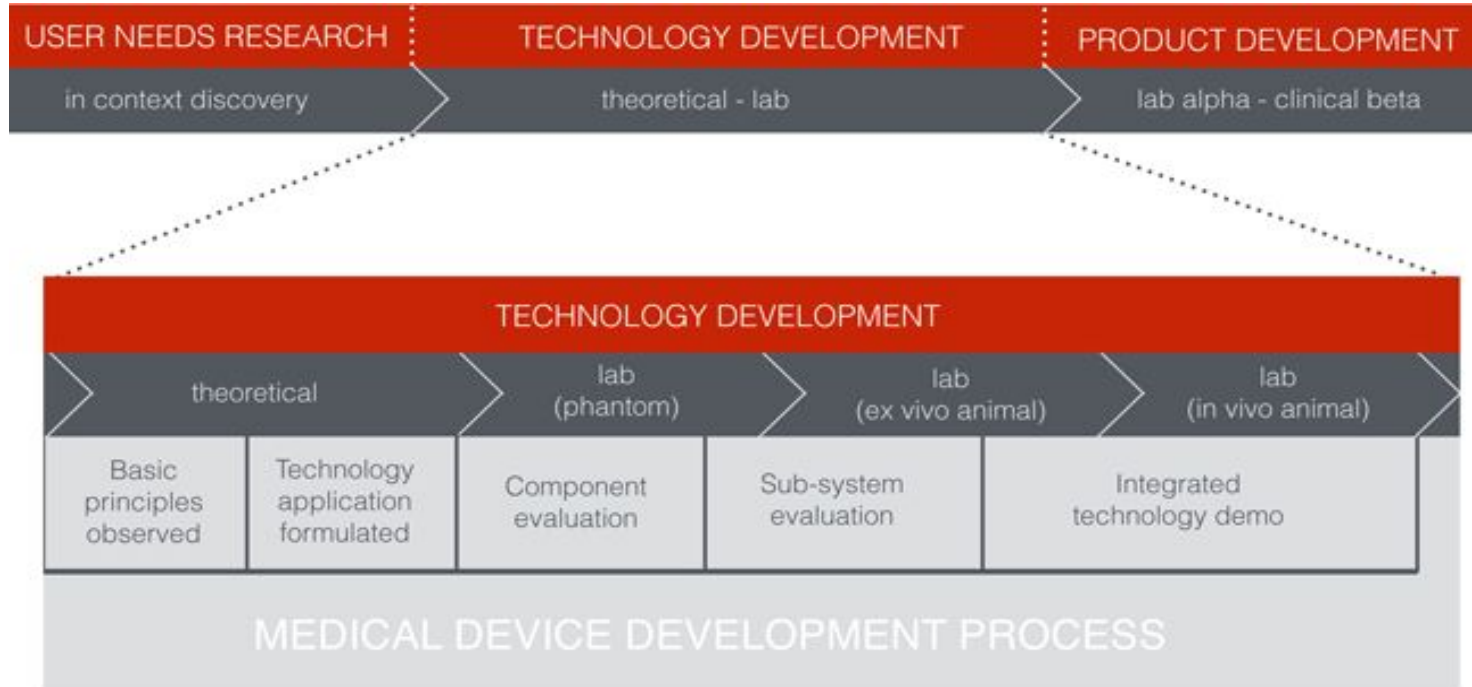 USER NEEDS RESEARCH
TECHNOLOGY DEVELOPMENT
PRODUCT DEVELOPMENT
in context discovery
theoretical - lab
lab alpha - clinical beta
TECHNOLOGY DEVELOPMENT
theoretical
lab
(phantom)
lab
(ex vivo animal)
lab
(in vivo animal)
Basic
principles
observed
Technology
application
formulated
Component
evaluation
Sub-system
evaluation
Integrated
technology demo
MEDICAL DEVICE DEVELOPMENT PROCESS